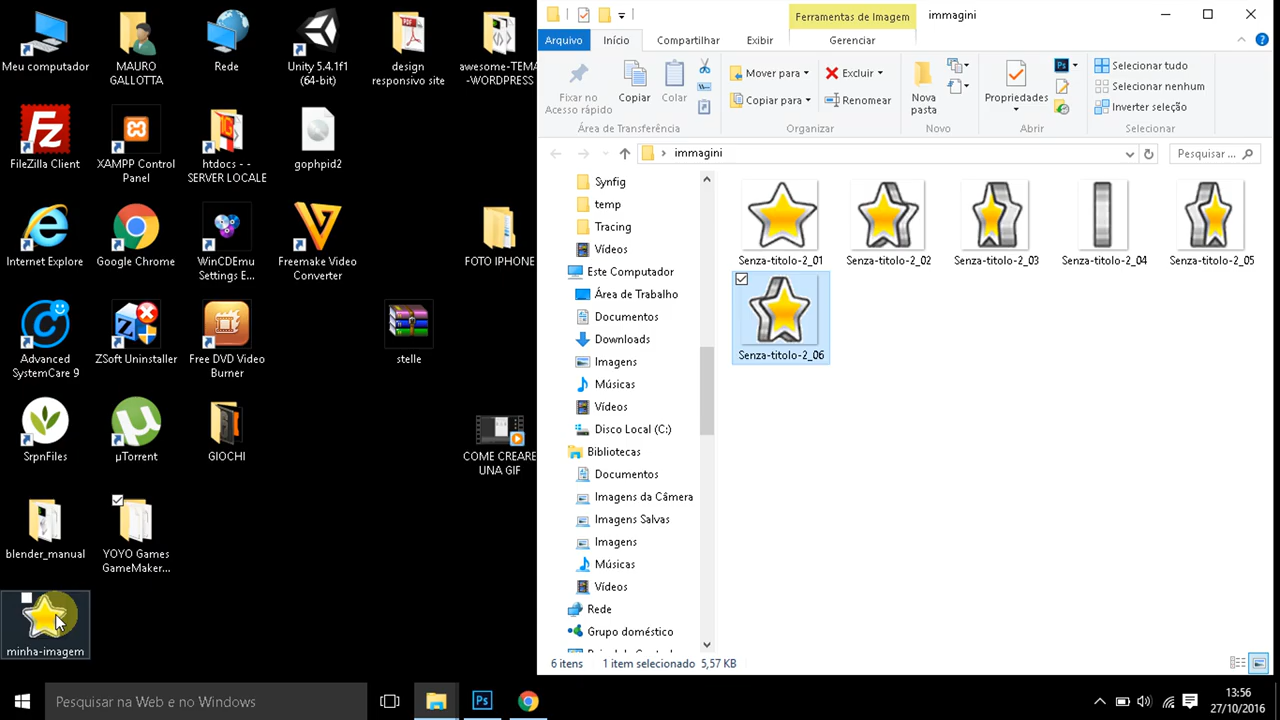 Meu computador
MAURO
GALLOTTA
Rede
Unity 5.4.1f1
(64-bit)
design
responsivo site
awesome-TEMA
-WORDPRESS
FileZilla Client
XAMPP Control
Panel
htdocs - -
SERVER LOCALE
gophpid2
Internet Explore
Google Chrome
WinCDEmu
Settings E...
Freemake Video
Converter
FOTO IPHONE
Advanced
SystemCare 9
ZSoft Uninstaller
Free DVD Video
Burner
stelle
SrpnFiles
µTorrent
GIOCHI
COME CREARE
UNA GIF
blender_manual
YOYO Games
GameMaker...
minha-imagem
Ferramentas de Imagem
immagini
Arquivo
Início
Compartilhar
Exibir
Gerenciar
Fixar no
Acesso rápido
Copiar
Colar
Mover para
Copiar para
Excluir
Renomear
Nova
pasta
Propriedades
Selecionar tudo
Selecionar nenhum
Inverter seleção
Área de Transferência
Organizar
Novo
Abrir
Selecionar
immagini
Pesquisar ...
Synfig
temp
Tracing
Vídeos
Este Computador
Área de Trabalho
Documentos
Downloads
Imagens
Músicas
Vídeos
Disco Local (C:)
Bibliotecas
Documentos
Imagens da Câmera
Imagens Salvas
Imagens
Músicas
Vídeos
Rede
Grupo doméstico
Senza-titolo-2_01
Senza-titolo-2_02
Senza-titolo-2_03
Senza-titolo-2_04
Senza-titolo-2_05
Senza-titolo-2_06
6 itens
1 item selecionado 5,57 KB
Pesquisar na Web e no Windows
Ps
13:56
27/10/2016